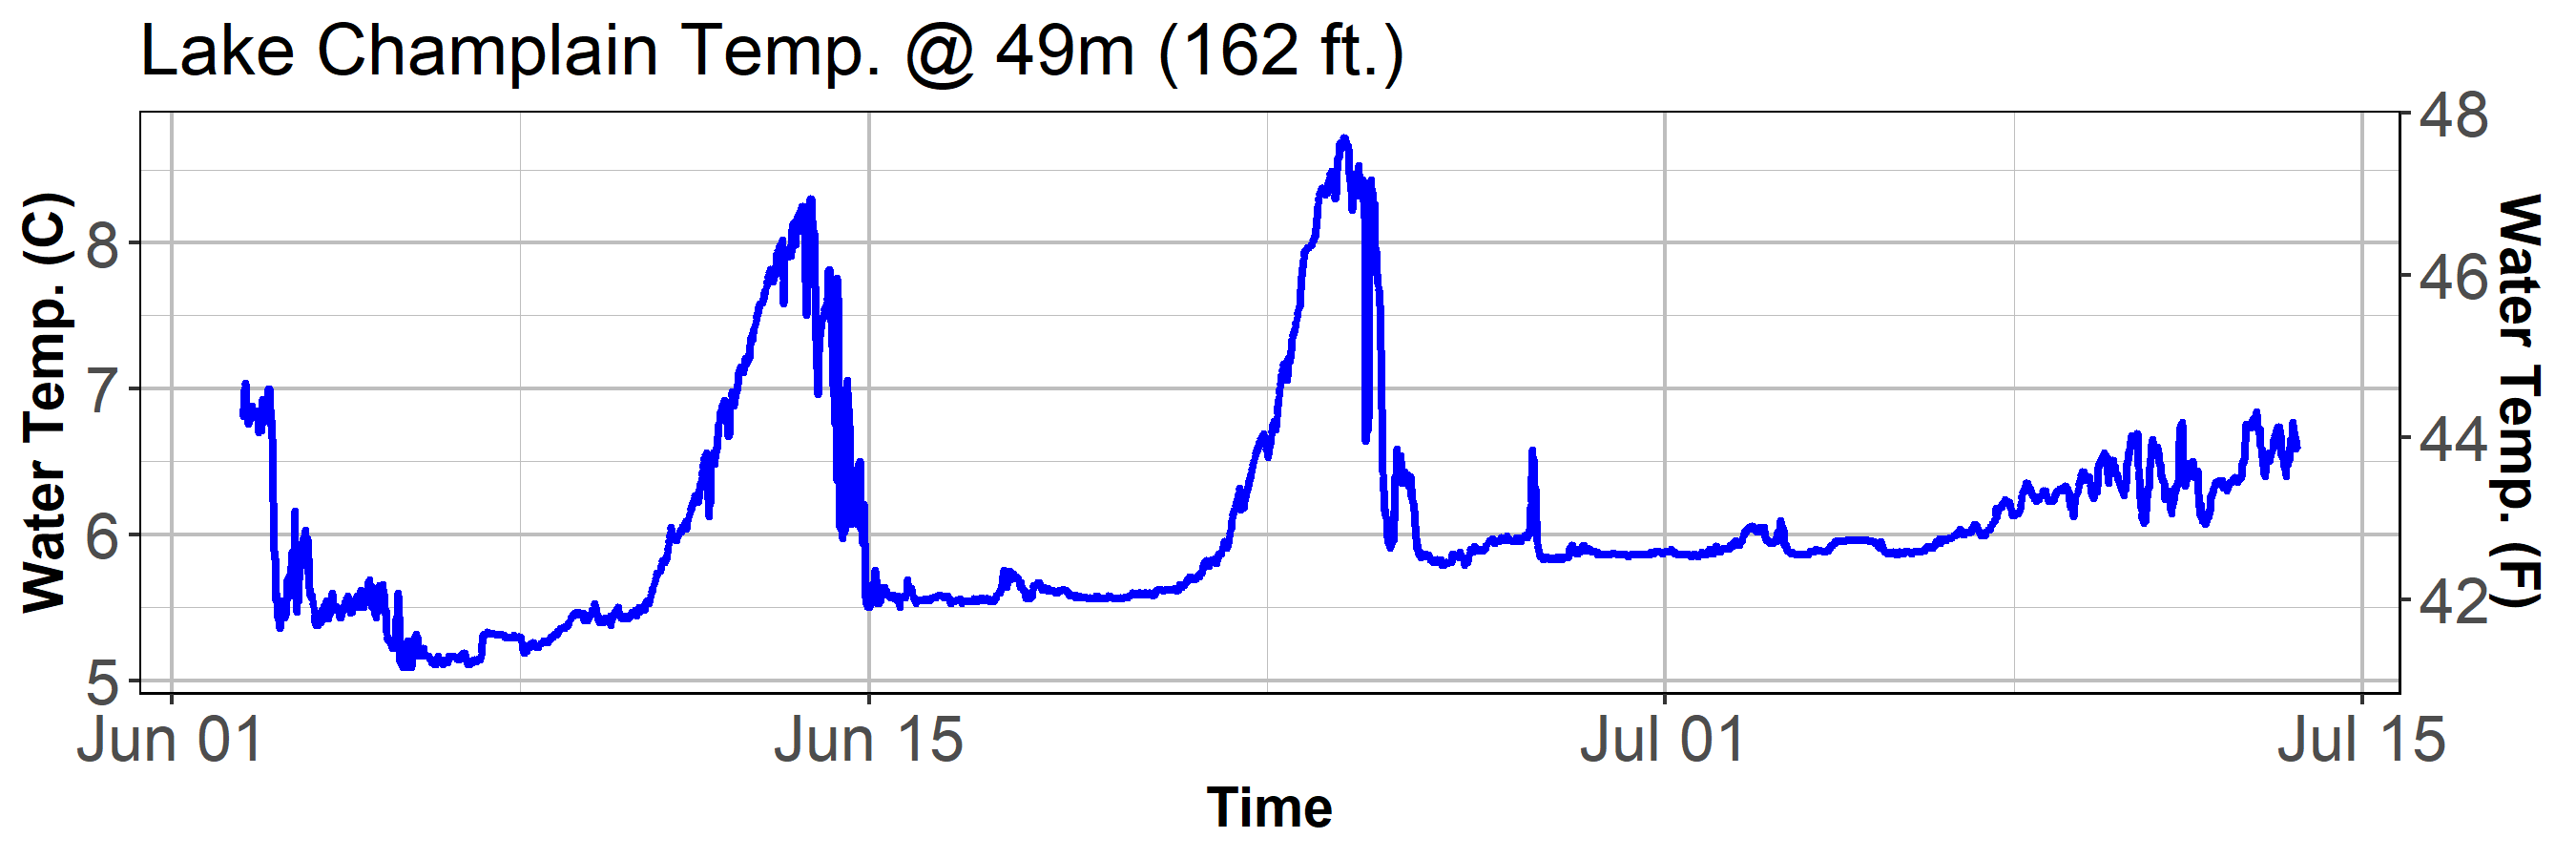 Lake Champlain Temp. @ 49m (162 ft.)
Water Temp. (C)
8
7
6
5
48
46
44
42
Water Temp. (F)
Jun 01
Jun 15
Jul 01
Jul 15
Time